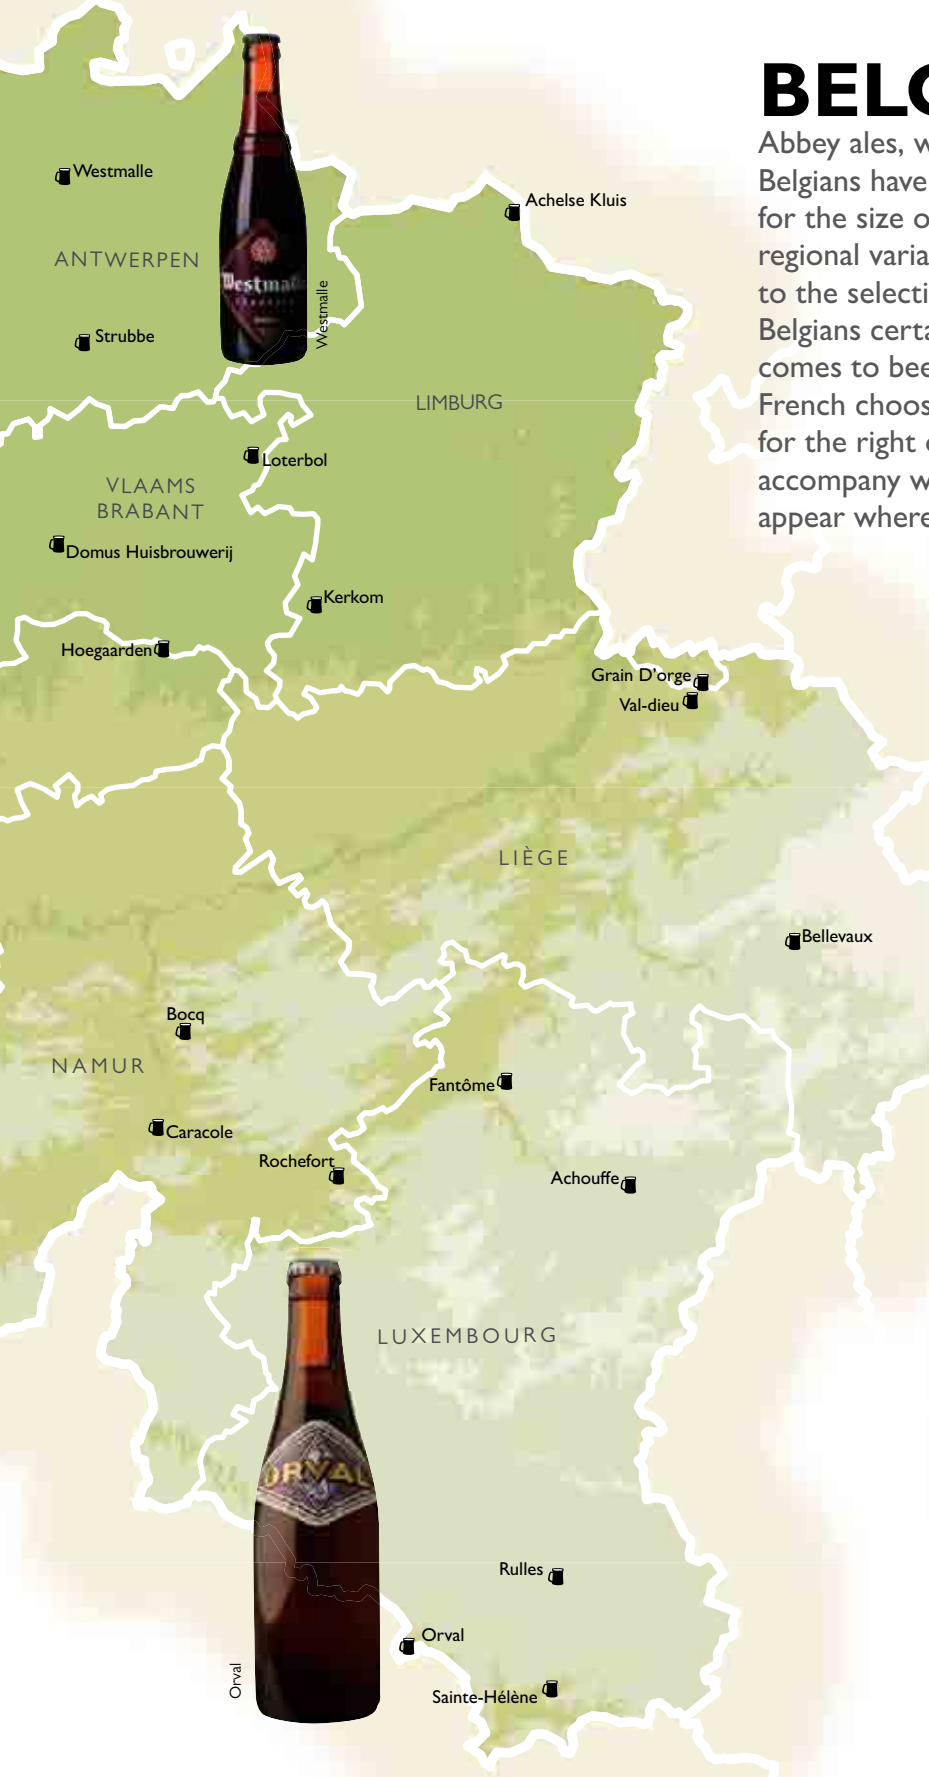 BELG
Abbey ales, w
Belgians have
for the size o
regional varia
to the selecti
Belgians certa
comes to bee
French choos
for the right
accompany w
appear where
Westmalle
Achelse Kluis
ANTWERPEN
Westmalle
Westmalle
Strubbe
LIMBURG
Loterbol
VLAAMS
BRABANT
Domus Huisbrouwerij
Kerkom
Hoegaarden
Grain D'orge
Val-dieu
LIÈGE
Bellevaux
Bocq
NAMUR
Fantôme
Caracole
Rochefort
Achouffe
LUXEMBOURG
ORVAL
Rulles
Orval
Orval
Sainte-Hélène